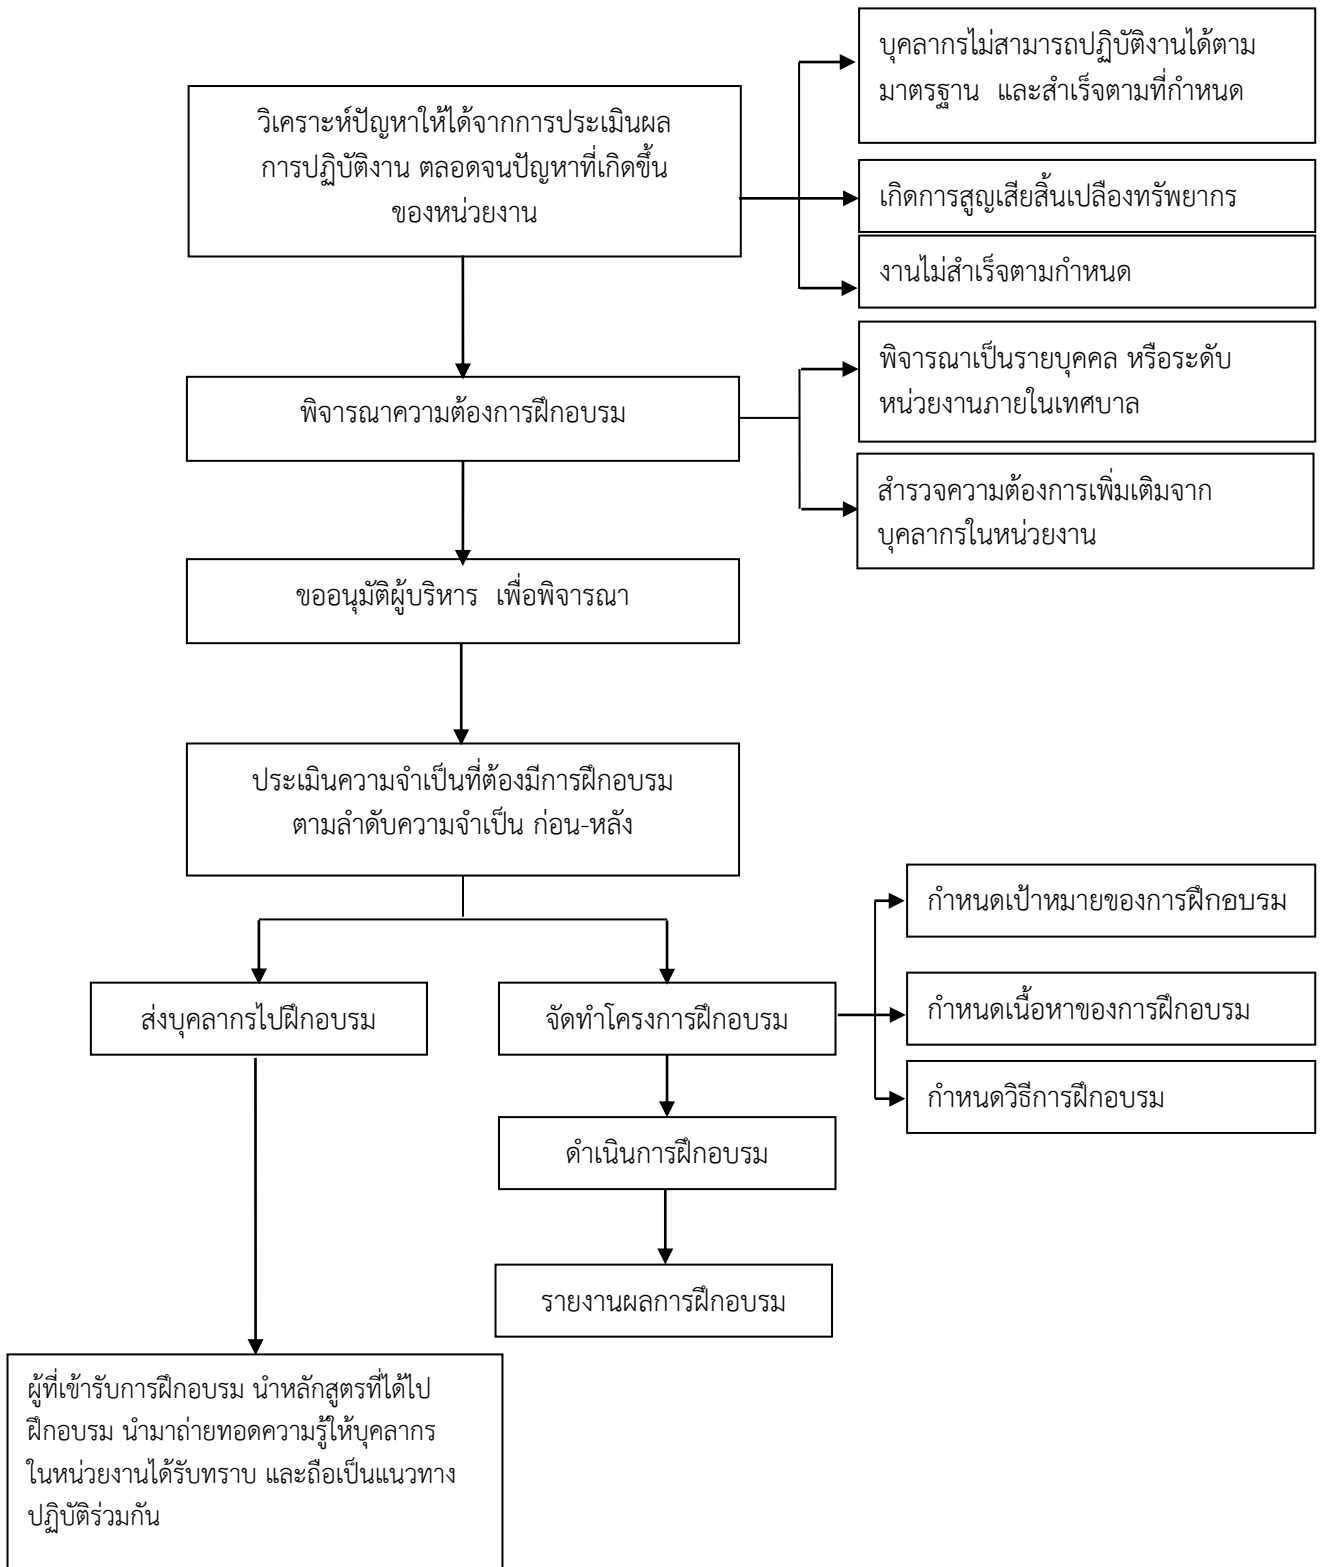 บุคลากรไม่สามารถปฏิบัติงานได้ตาม
มาตรฐาน และสำเร็จตามที่กำหนด
วิเคราะห์ปัญหาให้ได้จากการประเมินผล
การปฏิบัติงาน ตลอดจนปัญหาที่เกิดขึ้น
ของหน่วยงาน
เกิดการสูญเสียสิ้นเปลืองทรัพยากร
งานไม่สำเร็จตามกำหนด
พิจารณาความต้องการฝึกอบรม
พิจารณาเป็นรายบุคคล หรือระดับ
หน่วยงานภายในเทศบาล
สำรวจความต้องการเพิ่มเติมจาก
บุคลากรในหน่วยงาน
ขออนุมัติผู้บริหาร เพื่อพิจารณา
ประเมินความจำเป็นที่ต้องมีการฝึกอบรม
ตามลำดับความจำเป็น ก่อน-หลัง
ส่งบุคลากรไปฝึกอบรม
จัดทำโครงการฝึกอบรม
กำหนดเป้าหมายของการฝึกอบรม
กำหนดเนื้อหาของการฝึกอบรม
กำหนดวิธีการฝึกอบรม
ดำเนินการฝึกอบรม
รายงานผลการฝึกอบรม
ผู้ที่เข้ารับการฝึกอบรม นำหลักสูตรที่ได้ไป
ฝึกอบรม นำมาถ่ายทอดความรู้ให้บุคลากร
ในหน่วยงานได้รับทราบ และถือเป็นแนวทาง
ปฏิบัติร่วมกัน